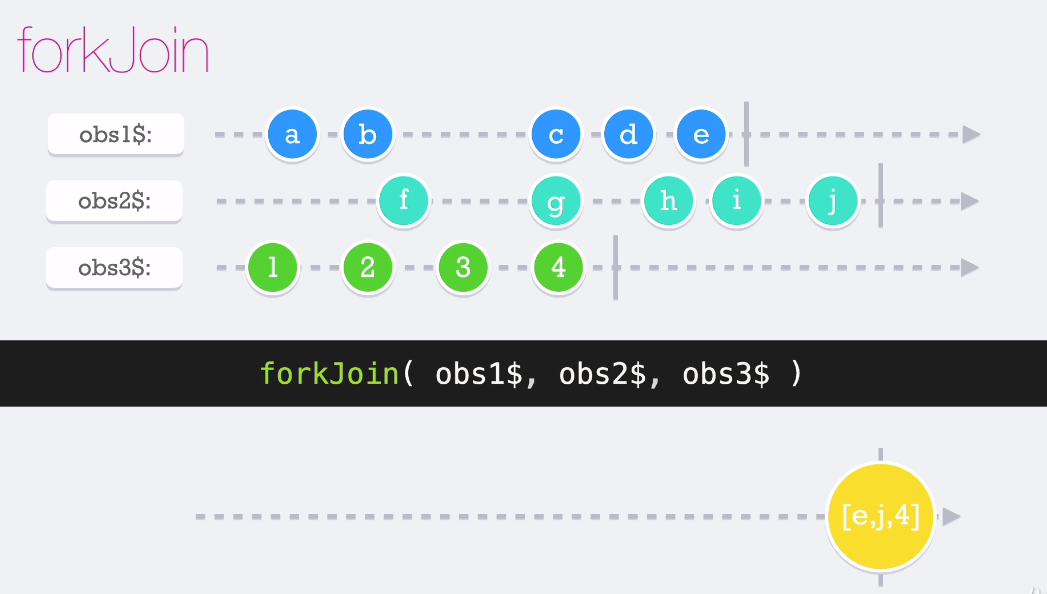 forkJoin
obs1$: a b c d e
obs2$: f g h i j
obs3$: 1 2 3 4
forkJoin( obs1$, obs2$, obs3$ )
[e,j,4]